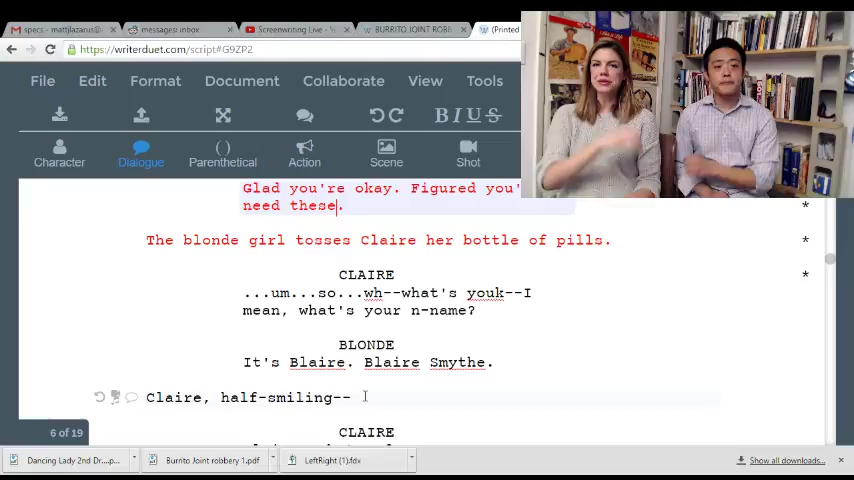 specs - mattjlazarus@
messages: inbox
Screenwriting Live - Yo
BURRITO JOINT ROBB
(Printed
https://writerduet.com/script#G9ZP2
File Edit Format Collections Document Collaborate View Tools
B I U S
Character Dialogue Parenthetical Action Scene Shot
Glad you're okay. Figured you'
need these. *
The blonde girl tosses Claire her bottle of pills. *
CLAIRE *
...um...so...wh--what's youk--I
mean, what's your n-name?
BLONDE
It's Blaire. Blaire Smythe.
Claire, half-smiling--
CLAIRE
6 of 19
Dancing Lady 2nd Dr....p...
Burrito Joint robbery 1.pdf
LeftRight (1).fdx
Show all downloads...